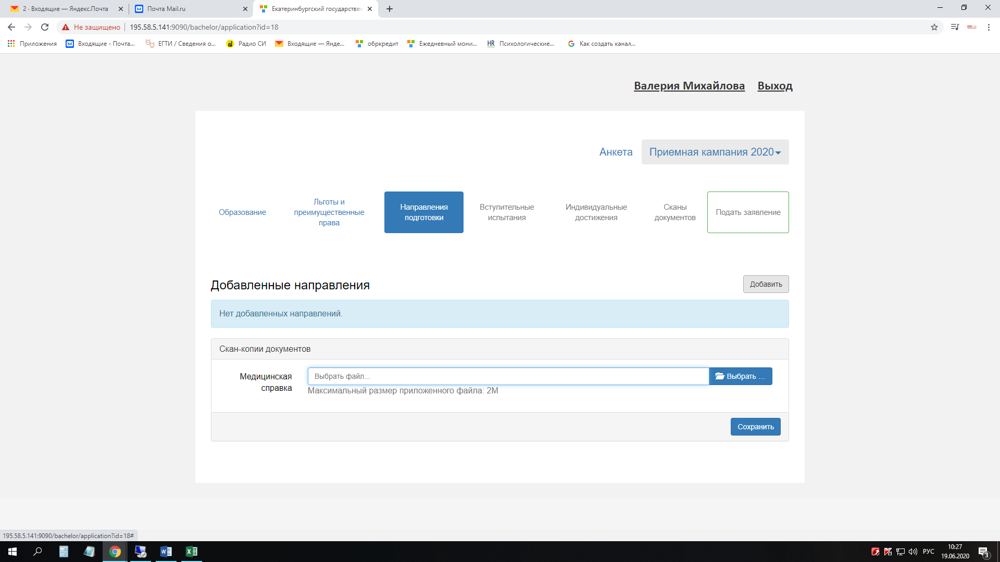 2 · Входящие — Яндекс.Почта
Почта Mail.ru
Екатеринбургский государствен
Не защищено
195.58.5.141:9090/bachelor/application?id=18
Приложения
Входящие - Почта...
ЕГТИ / Сведения о...
Радио СИ
Входящие — Янде...
обркредит
Ежедневный мони...
HR
Психологические...
Как создать канал...
Валерия Михайлова
Выход
Анкета
Приемная кампания 2020
Образование
Льготы и
преимущественные
права
Направления
подготовки
Вступительные
испытания
Индивидуальные
достижения
Сканы
документов
Подать заявление
Добавленные направления
Добавить
Нет добавленных направлений.
Скан-копии документов
Медицинская
справка
Выбрать файл...
Выбрать ...
Максимальный размер приложенного файла: 2M
Сохранить
195.58.5.141:9090/bachelor/application?id=18#
РУС
10:27
19.06.2020
3